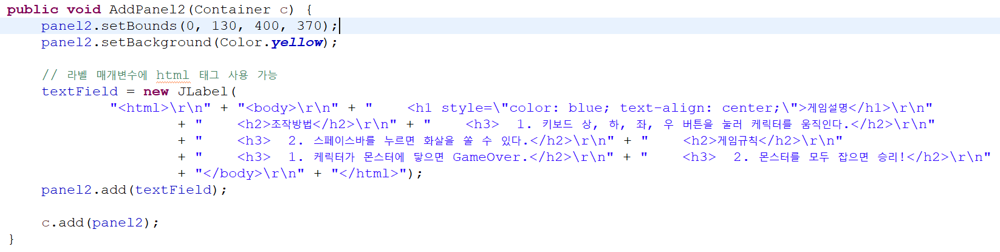 public void AddPanel2(Container c) {
    panel2.setBounds(0, 130, 400, 370);
    panel2.setBackground(Color.yellow);

    // 라벨 매개변수에 html 태그 사용 가능
    textField = new JLabel(
            "<html>\r\n" + "<body>\r\n" + "    <h1 style=\"color: blue; text-align: center;\">게임설명</h1>\r\n"
                    + "    <h2>조작방법</h2>\r\n" + "    <h3>  1. 키보드 상, 하, 좌, 우 버튼을 눌러 케릭터를 움직인다.</h2>\r\n"
                    + "    <h3>  2. 스페이스바를 누르면 화살을 쏠 수 있다.</h2>\r\n" + "    <h2>게임규칙</h2>\r\n"
                    + "    <h3>  1. 케릭터가 몬스터에 닿으면 GameOver.</h2>\r\n" + "    <h3>  2. 몬스터를 모두 잡으면 승리!</h2>\r\n"
                    + "</body>\r\n" + "</html>");
    panel2.add(textField);

    c.add(panel2);
}